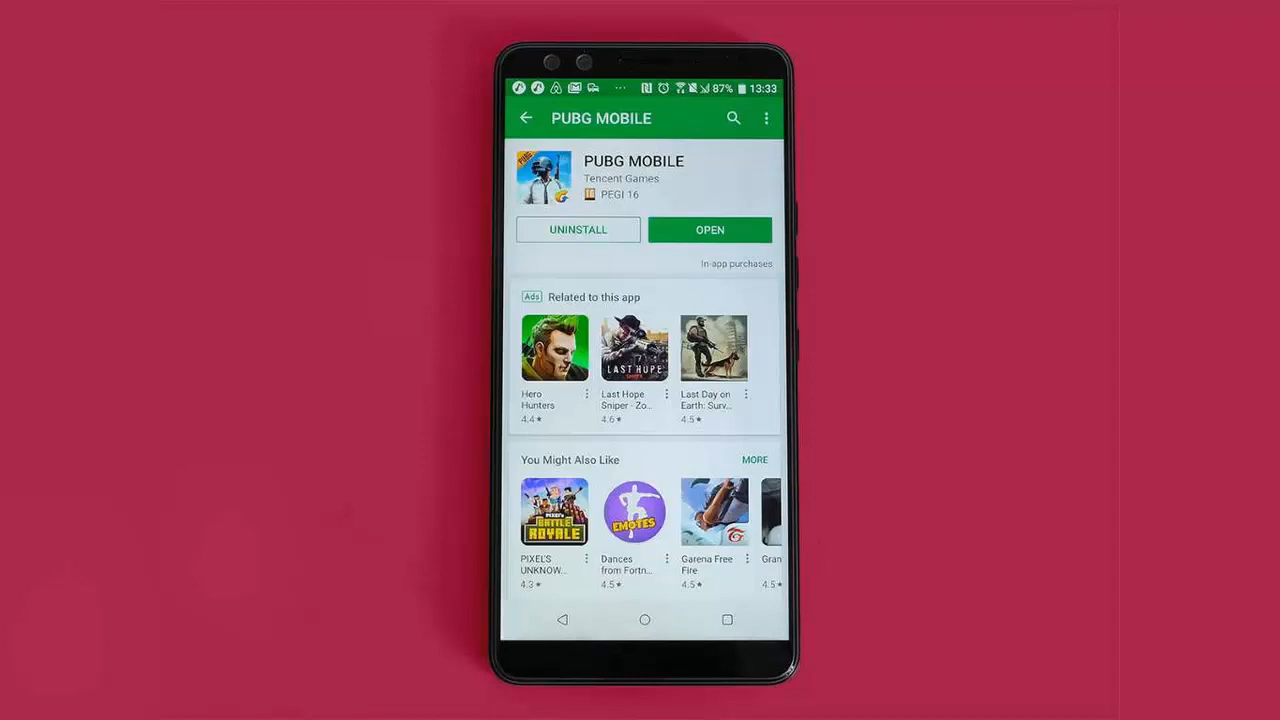 87% 13:33
PUBG MOBILE
PUBG
PUBG MOBILE
Tencent Games
16 PEGI 16
UNINSTALL OPEN
In-app purchases
Ads Related to this app
LAST HOPE
Hero Hunters
4.4★
Last Hope Sniper - Zo...
4.6★
Last Day on Earth: Surv...
4.5★
You Might Also Like MORE
PIXEL'S
BATTLE
ROYALE
EMOTES
PIXEL'S UNKNOW...
4.3★
Dances from Fortn...
4.5★
Garena Free Fire
4.5★
Gran
4.5★